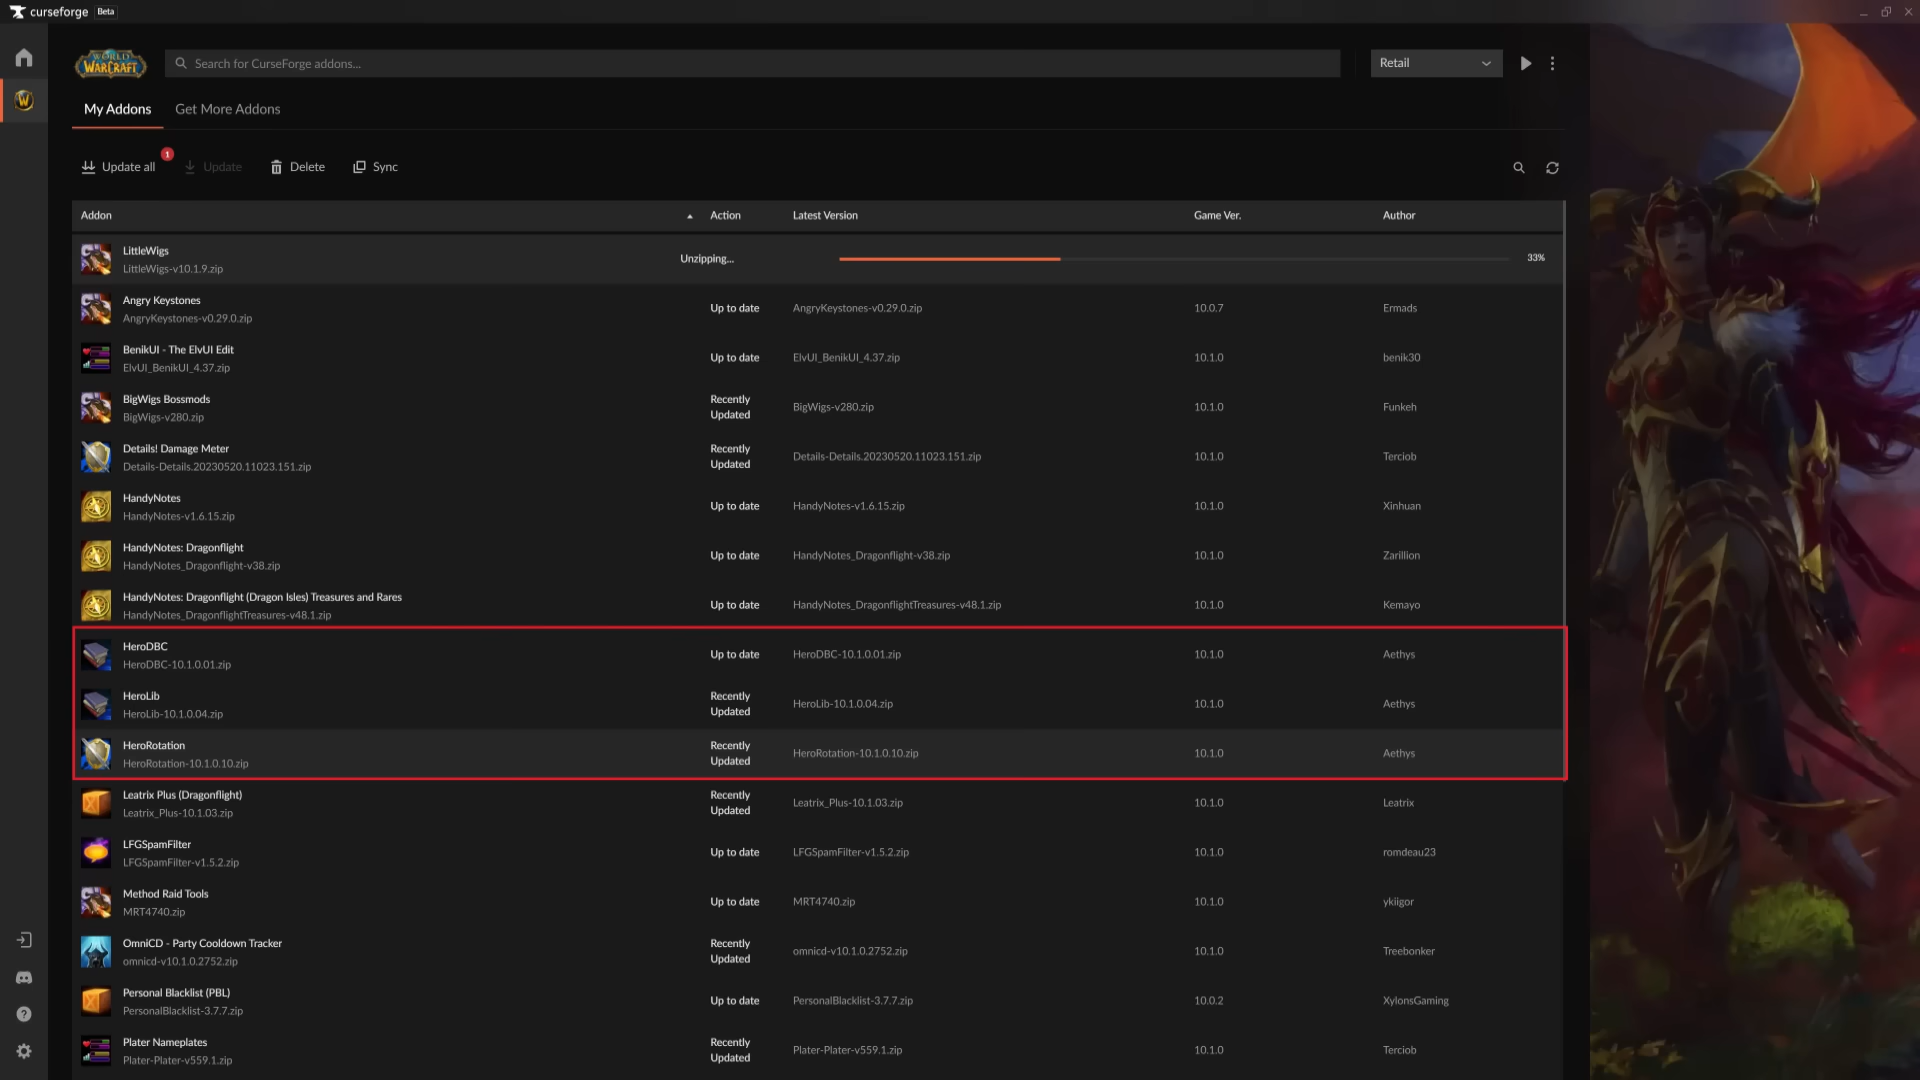 curseforge Beta
WORLD OF WARCRAFT
Search for CurseForge addons...
Retail
My Addons Get More Addons
Update all 1 Update Delete Sync
Addon Action Latest Version Game Ver. Author
LittleWigs
LittleWigs-v10.1.9.zip
Unzipping... 33%
Angry Keystones
AngryKeystones-v0.29.0.zip
Up to date AngryKeystones-v0.29.0.zip 10.0.7 Ermads
BenikUI - The ElvUI Edit
ElvUI_BenikUI_4.37.zip
Up to date ElvUI_BenikUI_4.37.zip 10.1.0 benik30
BigWigs Bossmods
BigWigs-v280.zip
Recently
Updated
BigWigs-v280.zip 10.1.0 Funkeh
Details! Damage Meter
Details-Details.20230520.11023.151.zip
Recently
Updated
Details-Details.20230520.11023.151.zip 10.1.0 Terciob
HandyNotes
HandyNotes-v1.6.15.zip
Up to date HandyNotes-v1.6.15.zip 10.1.0 Xinhuan
HandyNotes: Dragonflight
HandyNotes_Dragonflight-v38.zip
Up to date HandyNotes_Dragonflight-v38.zip 10.1.0 Zarillion
HandyNotes: Dragonflight (Dragon Isles) Treasures and Rares
HandyNotes_DragonflightTreasures-v48.1.zip
Up to date HandyNotes_DragonflightTreasures-v48.1.zip 10.1.0 Kemayo
HeroDBC
HeroDBC-10.1.0.01.zip
Up to date HeroDBC-10.1.0.01.zip 10.1.0 Aethys
HeroLib
HeroLib-10.1.0.04.zip
Recently
Updated
HeroLib-10.1.0.04.zip 10.1.0 Aethys
HeroRotation
HeroRotation-10.1.0.10.zip
Recently
Updated
HeroRotation-10.1.0.10.zip 10.1.0 Aethys
Leatrix Plus (Dragonflight)
Leatrix_Plus-10.1.03.zip
Recently
Updated
Leatrix_Plus-10.1.03.zip 10.1.0 Leatrix
LFGSpamFilter
LFGSpamFilter-v1.5.2.zip
Up to date LFGSpamFilter-v1.5.2.zip 10.1.0 romdeau23
Method Raid Tools
MRT4740.zip
Up to date MRT4740.zip 10.1.0 ykiigor
OmniCD - Party Cooldown Tracker
omnicd-v10.1.0.2752.zip
Recently
Updated
omnicd-v10.1.0.2752.zip 10.1.0 Treebonker
Personal Blacklist (PBL)
PersonalBlacklist-3.7.7.zip
Up to date PersonalBlacklist-3.7.7.zip 10.0.2 XylonsGaming
Plater Nameplates
Plater-Plater-v559.1.zip
Recently
Updated
Plater-Plater-v559.1.zip 10.1.0 Terciob